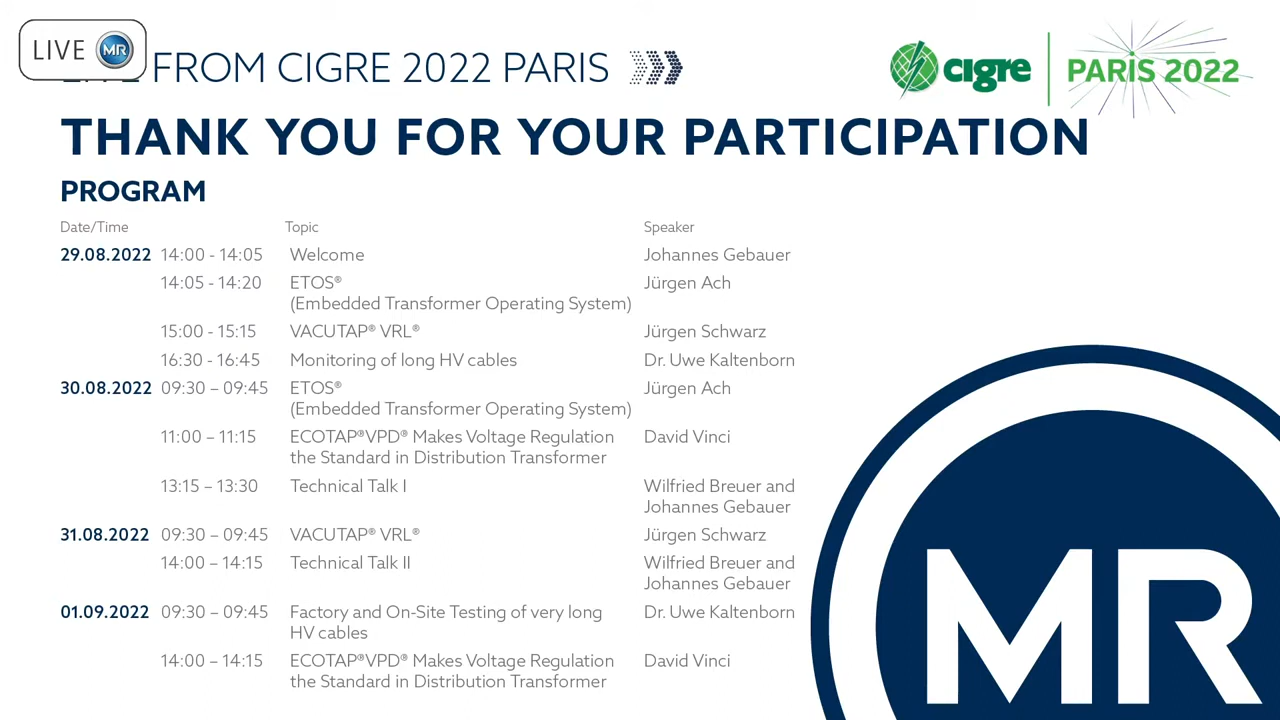 LIVE MR
LIVE FROM CIGRE 2022 PARIS
cigre PARIS 2022
THANK YOU FOR YOUR PARTICIPATION
PROGRAM
Date/Time Topic Speaker
29.08.2022 14:00 - 14:05 Welcome Johannes Gebauer
14:05 - 14:20 ETOS® Jürgen Ach
(Embedded Transformer Operating System)
15:00 - 15:15 VACUTAP® VRL® Jürgen Schwarz
16:30 - 16:45 Monitoring of long HV cables Dr. Uwe Kaltenborn
30.08.2022 09:30 – 09:45 ETOS® Jürgen Ach
(Embedded Transformer Operating System)
11:00 – 11:15 ECOTAP®VPD® Makes Voltage Regulation David Vinci
the Standard in Distribution Transformer
13:15 – 13:30 Technical Talk I Wilfried Breuer and
Johannes Gebauer
31.08.2022 09:30 – 09:45 VACUTAP® VRL® Jürgen Schwarz
14:00 – 14:15 Technical Talk II Wilfried Breuer and
Johannes Gebauer
01.09.2022 09:30 – 09:45 Factory and On-Site Testing of very long Dr. Uwe Kaltenborn
HV cables
14:00 – 14:15 ECOTAP®VPD® Makes Voltage Regulation David Vinci
the Standard in Distribution Transformer
MR